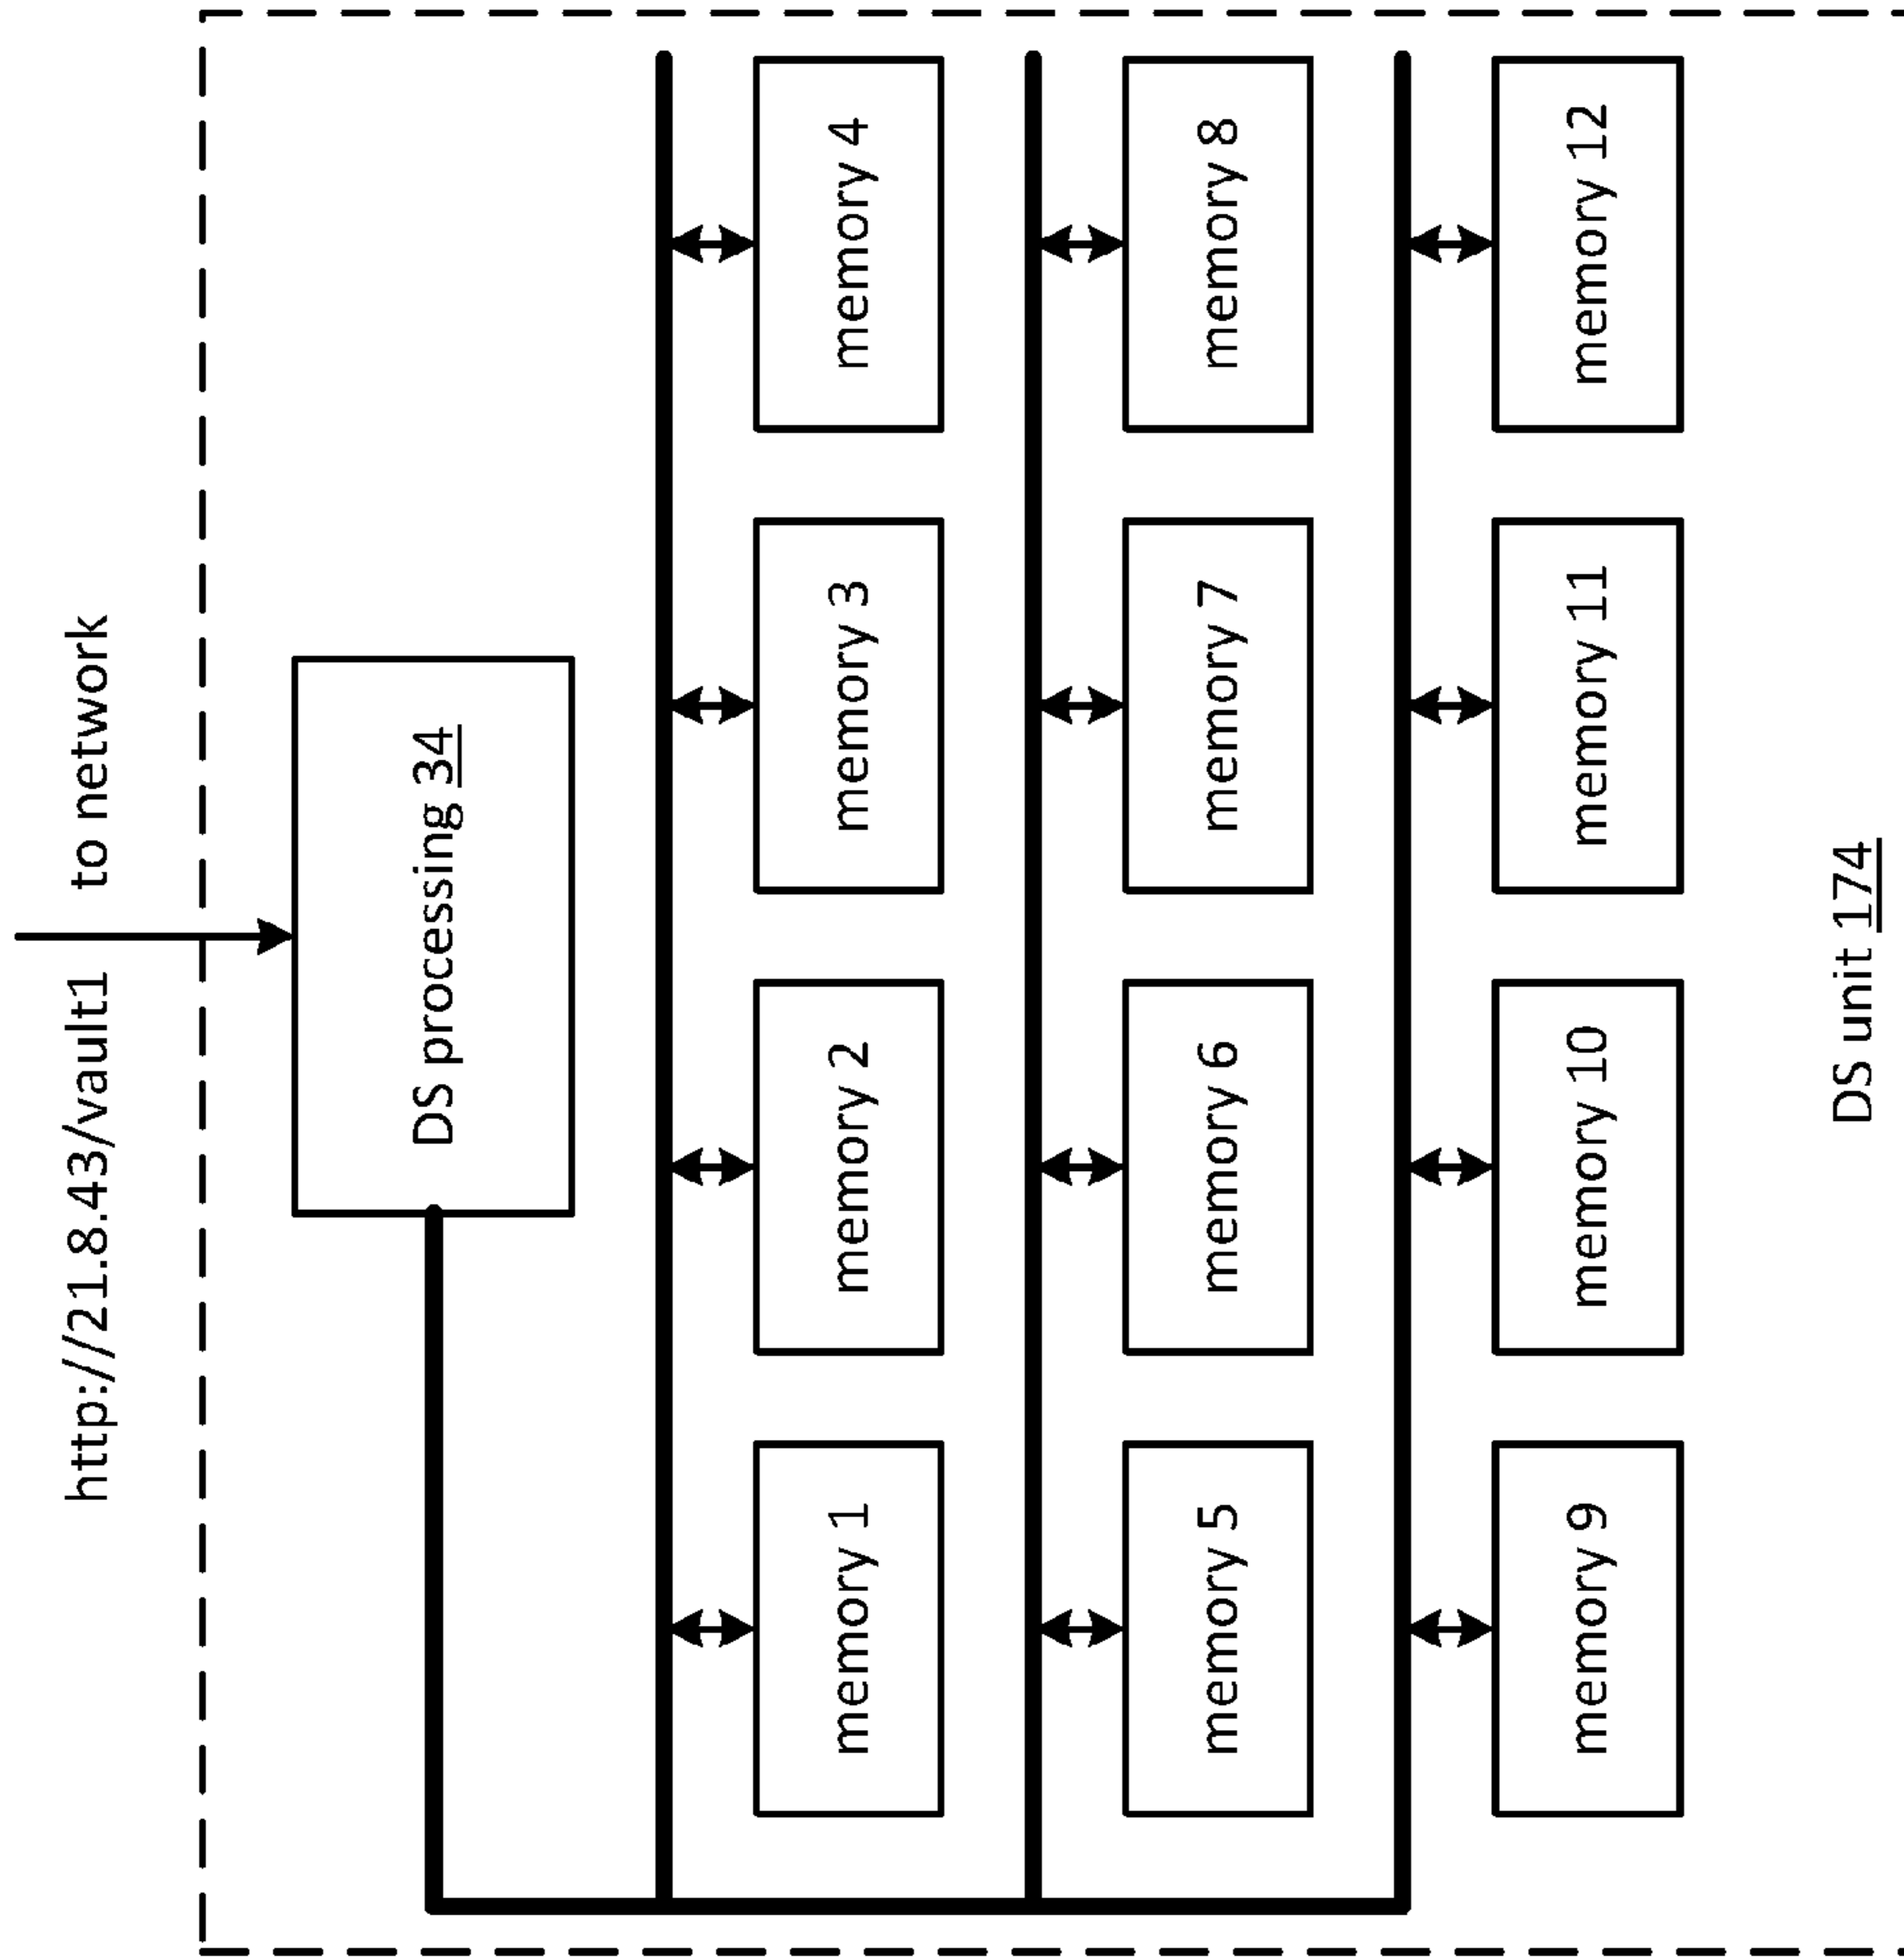 http://21.8.43/vault1 to network
DS processing 34
memory 1 memory 2 memory 3 memory 4
memory 5 memory 6 memory 7 memory 8
memory 9 memory 10 memory 11 memory 12
DS unit 174